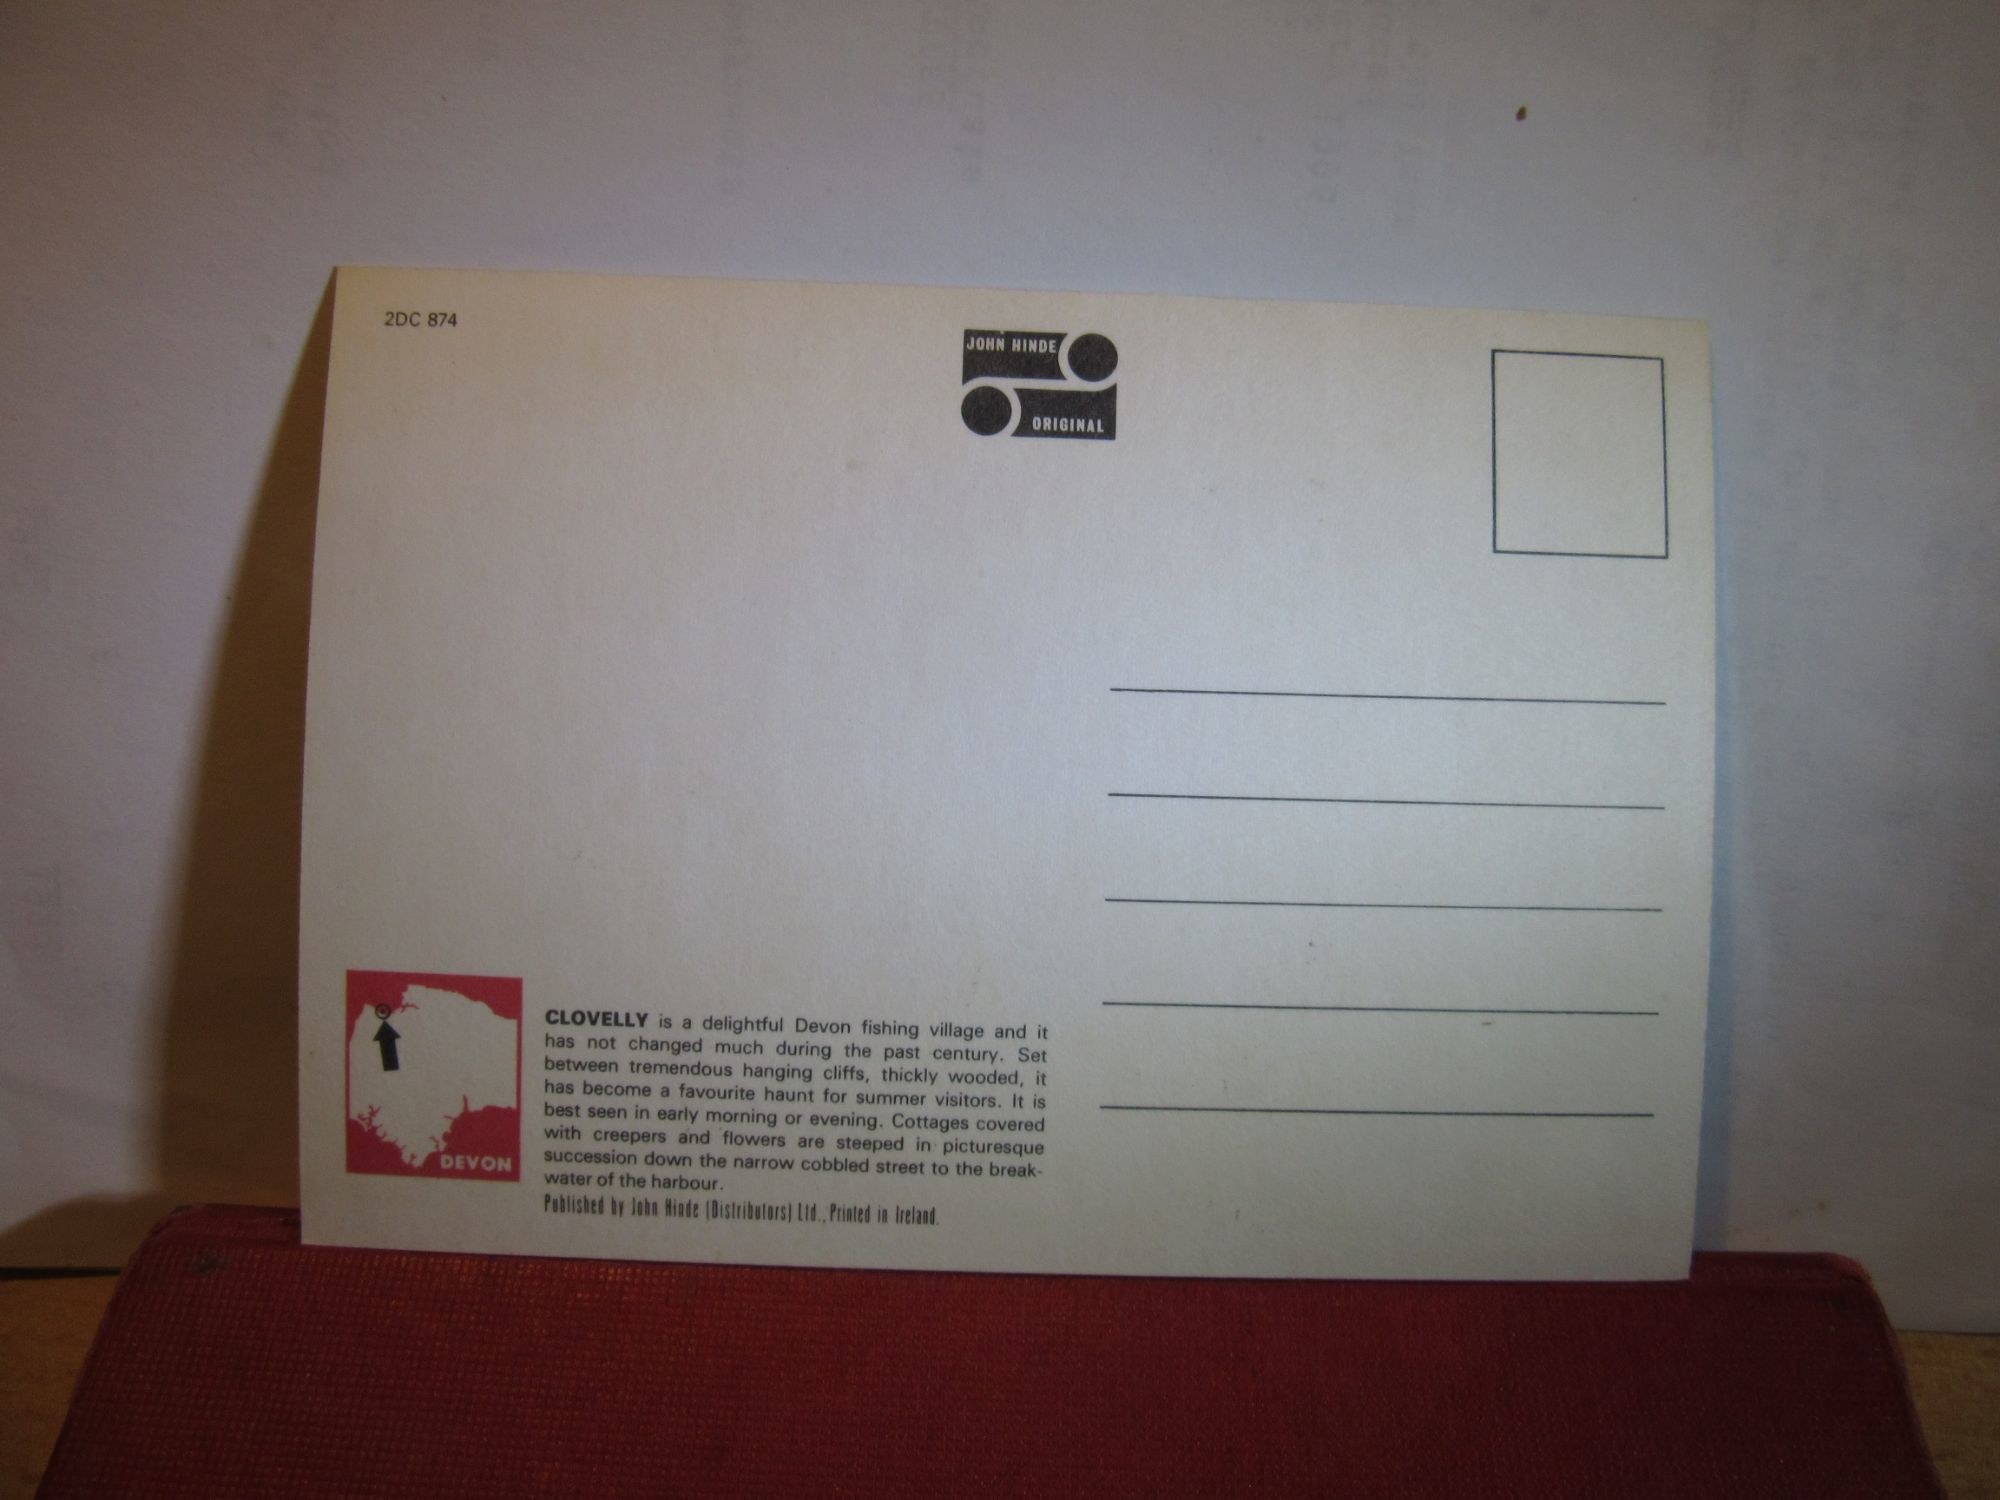 2DC 874
JOHN HINDE
ORIGINAL
CLOVELLY is a delightful Devon fishing village and it
has not changed much during the past century. Set
between tremendous hanging cliffs, thickly wooded, it
has become a favourite haunt for summer visitors. It is
best seen in early morning or evening. Cottages covered
with creepers and flowers are steeped in picturesque
succession down the narrow cobbled street to the break-
water of the harbour.
Published by John Hinde (Distributors) Ltd., Printed in Ireland.
DEVON